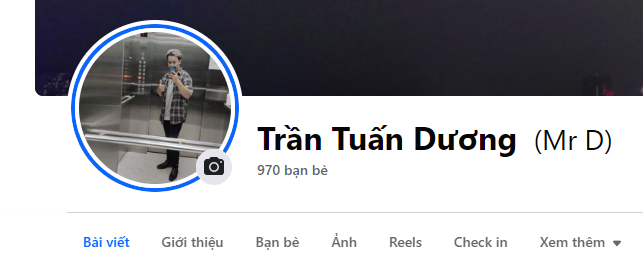 Trần Tuấn Dương (Mr D)
970 bạn bè
Bài viết Giới thiệu Bạn bè Ảnh Reels Check in Xem thêm